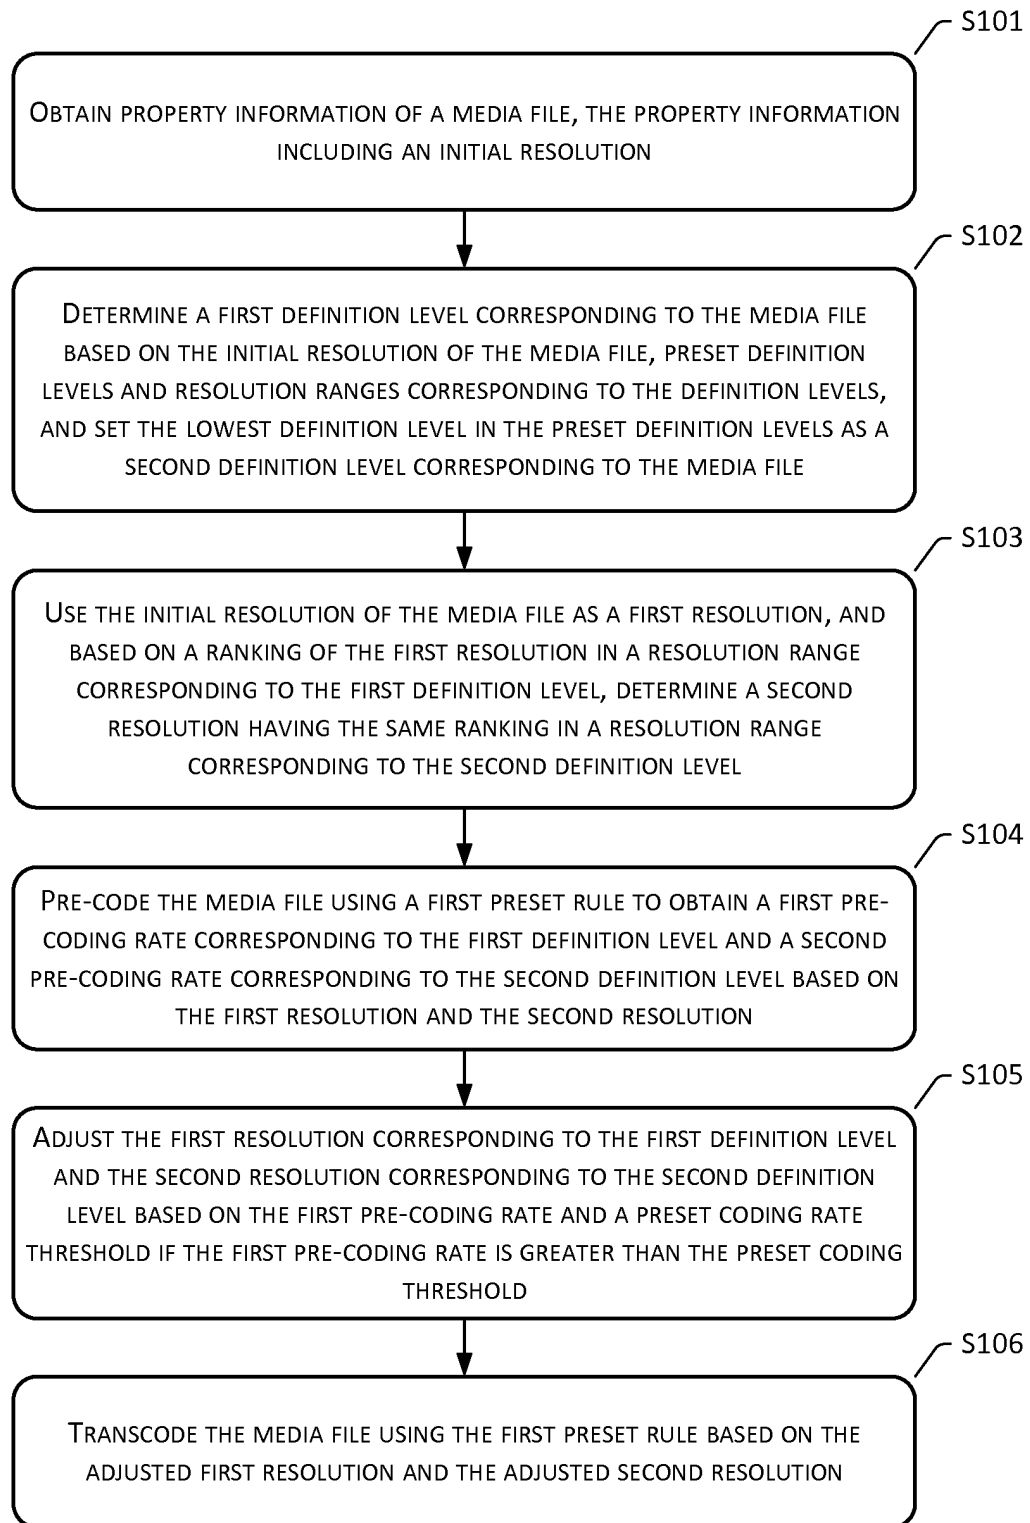 S101
OBTAIN PROPERTY INFORMATION OF A MEDIA FILE, THE PROPERTY INFORMATION
INCLUDING AN INITIAL RESOLUTION
S102
DETERMINE A FIRST DEFINITION LEVEL CORRESPONDING TO THE MEDIA FILE
BASED ON THE INITIAL RESOLUTION OF THE MEDIA FILE, PRESET DEFINITION
LEVELS AND RESOLUTION RANGES CORRESPONDING TO THE DEFINITION LEVELS,
AND SET THE LOWEST DEFINITION LEVEL IN THE PRESET DEFINITION LEVELS AS A
SECOND DEFINITION LEVEL CORRESPONDING TO THE MEDIA FILE
S103
USE THE INITIAL RESOLUTION OF THE MEDIA FILE AS A FIRST RESOLUTION, AND
BASED ON A RANKING OF THE FIRST RESOLUTION IN A RESOLUTION RANGE
CORRESPONDING TO THE FIRST DEFINITION LEVEL, DETERMINE A SECOND
RESOLUTION HAVING THE SAME RANKING IN A RESOLUTION RANGE
CORRESPONDING TO THE SECOND DEFINITION LEVEL
S104
PRE-CODE THE MEDIA FILE USING A FIRST PRESET RULE TO OBTAIN A FIRST PRE-
CODING RATE CORRESPONDING TO THE FIRST DEFINITION LEVEL AND A SECOND
PRE-CODING RATE CORRESPONDING TO THE SECOND DEFINITION LEVEL BASED ON
THE FIRST RESOLUTION AND THE SECOND RESOLUTION
S105
ADJUST THE FIRST RESOLUTION CORRESPONDING TO THE FIRST DEFINITION LEVEL
AND THE SECOND RESOLUTION CORRESPONDING TO THE SECOND DEFINITION
LEVEL BASED ON THE FIRST PRE-CODING RATE AND A PRESET CODING RATE
THRESHOLD IF THE FIRST PRE-CODING RATE IS GREATER THAN THE PRESET CODING
THRESHOLD
S106
TRANSCODE THE MEDIA FILE USING THE FIRST PRESET RULE BASED ON THE
ADJUSTED FIRST RESOLUTION AND THE ADJUSTED SECOND RESOLUTION